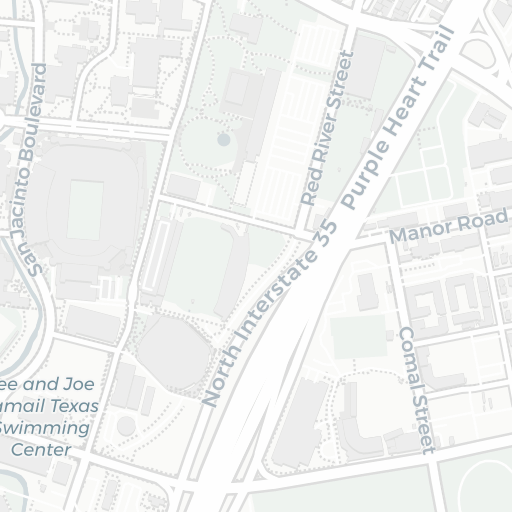 San Jacinto Boulevard
Red River Street
Purple Heart Trail
North Interstate 35
Manor Road
Comal Street
ee and Joe
amail Texas
Swimming
Center